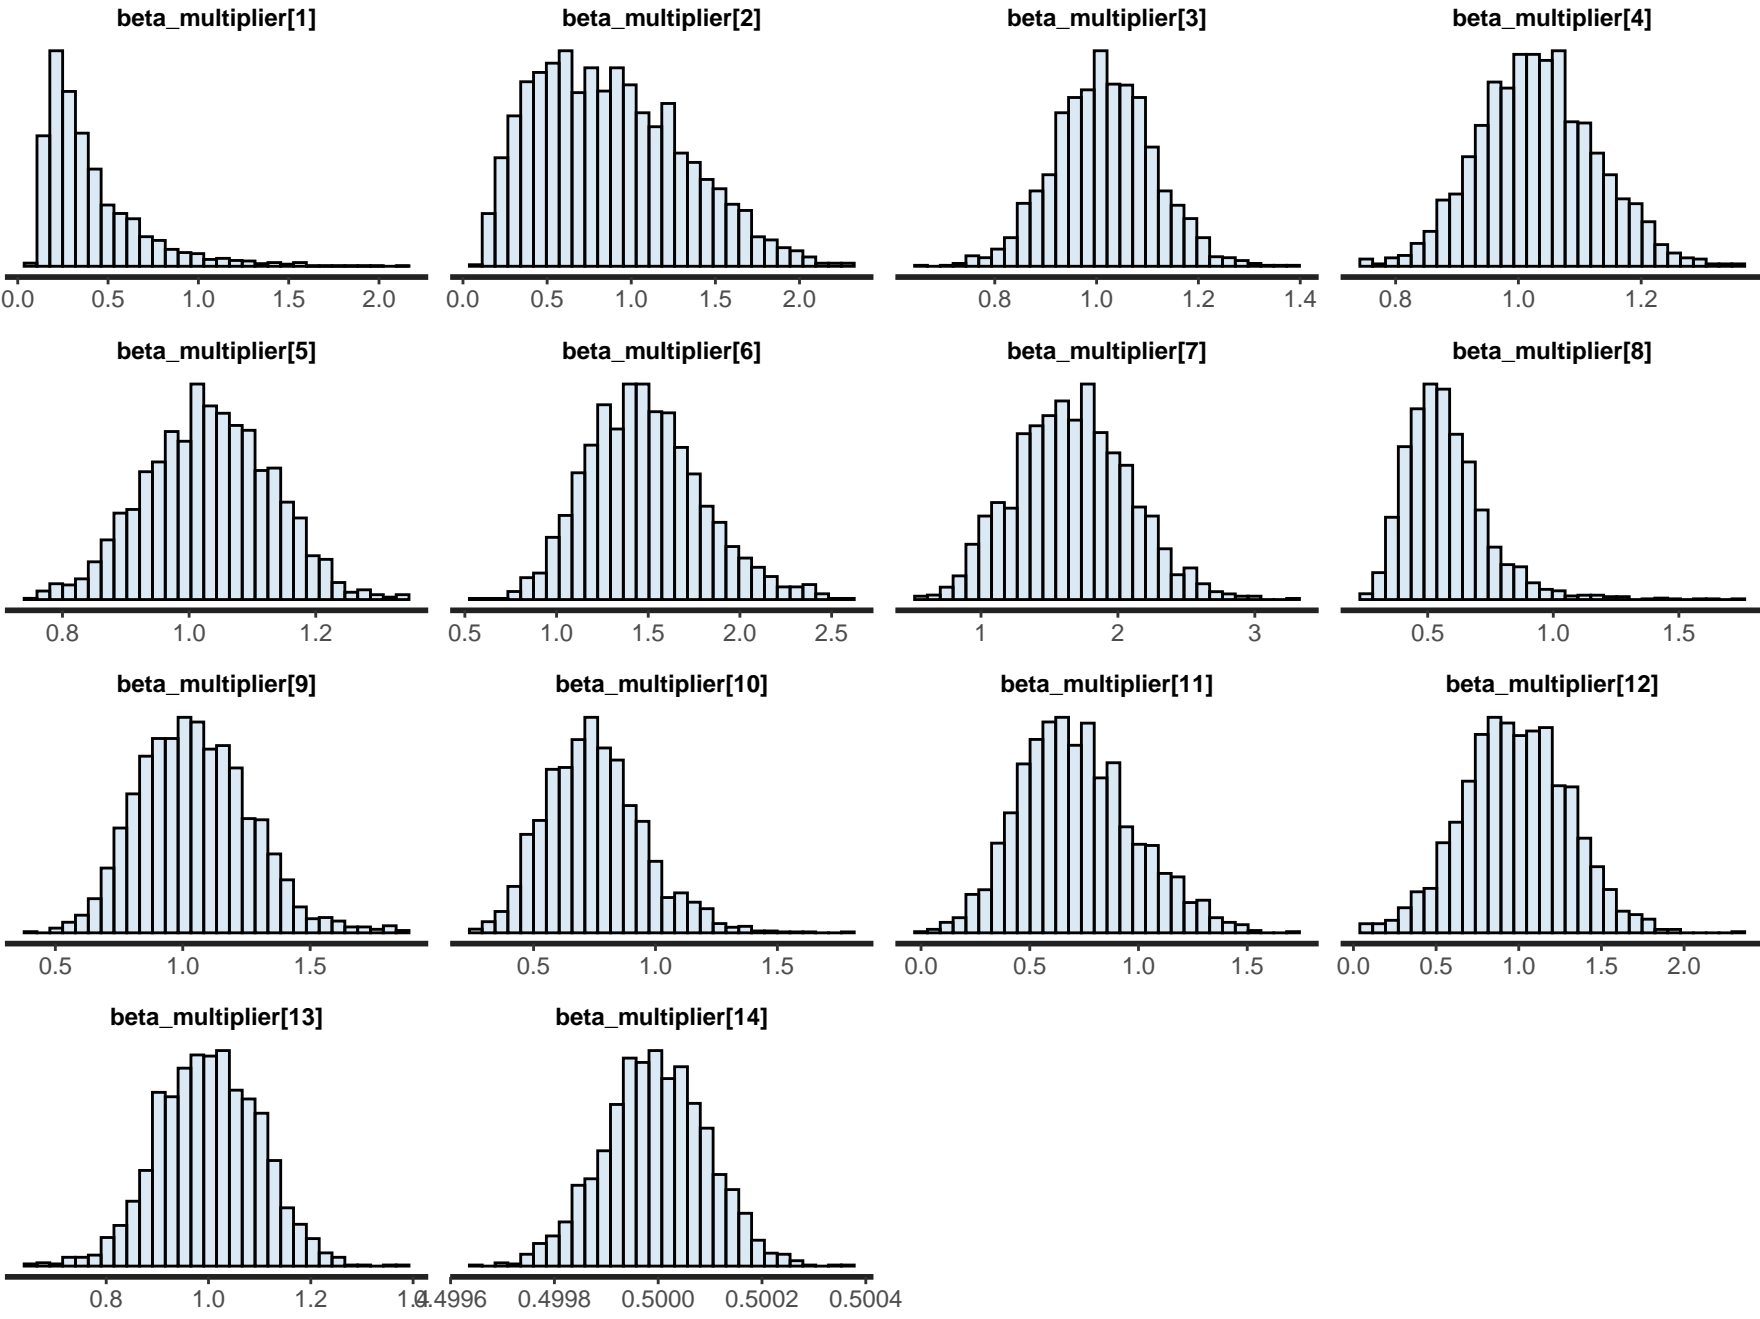 beta_multiplier[1] beta_multiplier[2] beta_multiplier[3] beta_multiplier[4]
0.0 0.5 1.0 1.5 2.0 0.0 0.5 1.0 1.5 2.0 0.8 1.0 1.2 1.4 0.8 1.0 1.2
beta_multiplier[5] beta_multiplier[6] beta_multiplier[7] beta_multiplier[8]
0.8 1.0 1.2 0.5 1.0 1.5 2.0 2.5 1 2 3 0.5 1.0 1.5
beta_multiplier[9] beta_multiplier[10] beta_multiplier[11] beta_multiplier[12]
0.5 1.0 1.5 0.5 1.0 1.5 0.0 0.5 1.0 1.5 0.0 0.5 1.0 1.5 2.0
beta_multiplier[13] beta_multiplier[14]
0.8 1.0 1.2 1.4 0.4996 0.4998 0.5000 0.5002 0.5004